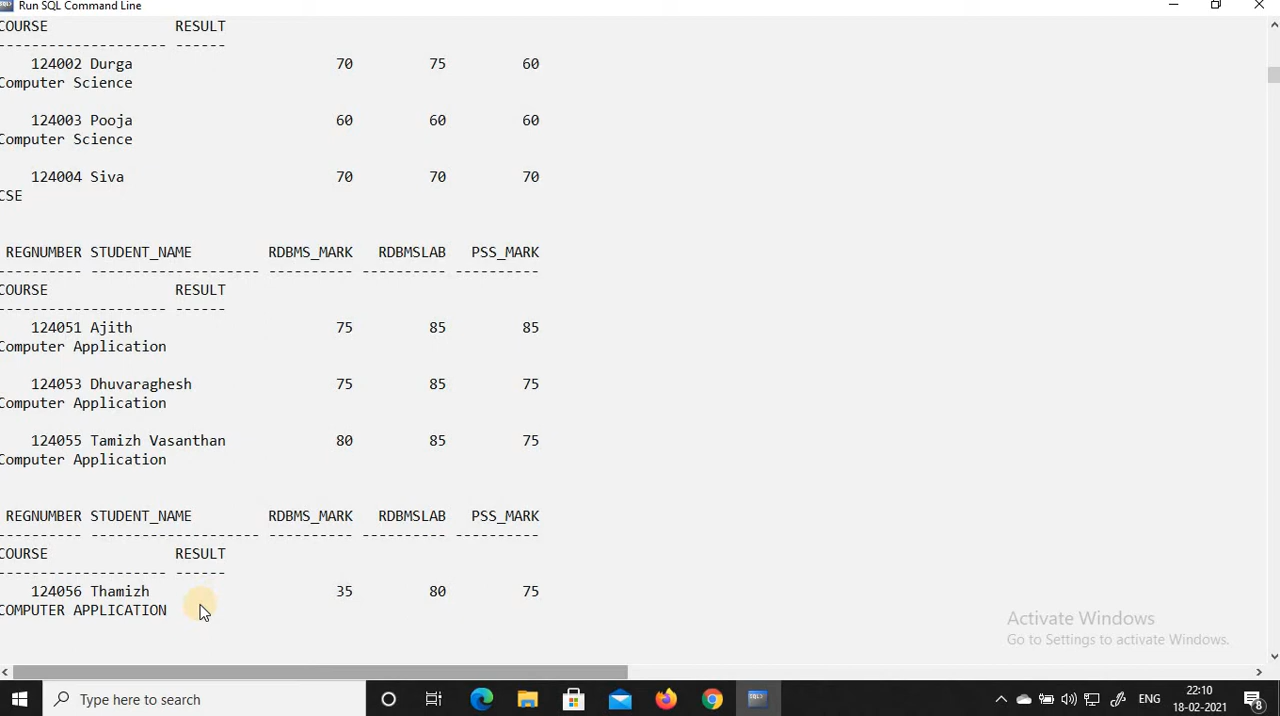 Run SQL Command Line
COURSE RESULT
------------------- ------
124002 Durga 70 75 60
Computer Science
124003 Pooja 60 60 60
Computer Science
124004 Siva 70 70 70
CSE
REGNUMBER STUDENT_NAME RDBMS_MARK RDBMSLAB PSS_MARK
---------- -------------------- ---------- ---------- ----------
COURSE RESULT
-------------------- ------
124051 Ajith 75 85 85
Computer Application
124053 Dhuvaraghesh 75 85 75
Computer Application
124055 Tamizh Vasanthan 80 85 75
Computer Application
REGNUMBER STUDENT_NAME RDBMS_MARK RDBMSLAB PSS_MARK
---------- -------------------- ---------- ---------- ----------
COURSE RESULT
-------------------- ------
124056 Thamizh 35 80 75
COMPUTER APPLICATION
Activate Windows
Go to Settings to activate Windows.
Type here to search
ENG
22:10
18-02-2021
8